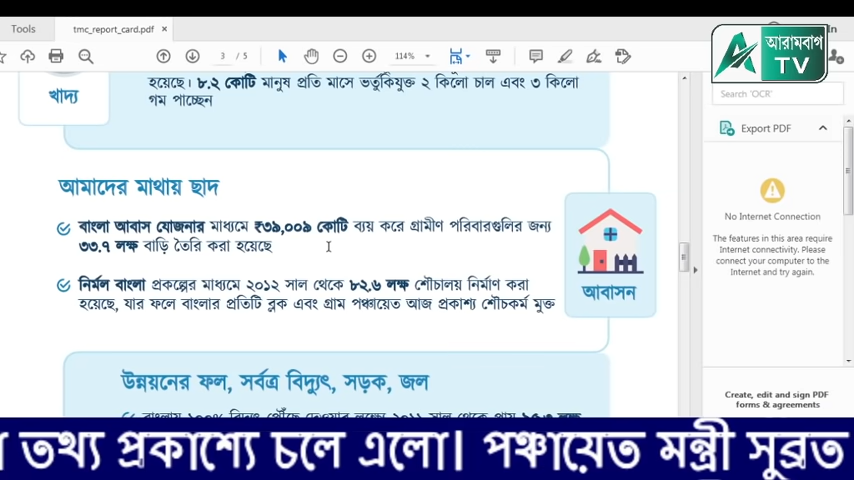 Tools
tmc_report_card.pdf ×
3 / 5
114%
আরামবাগ
TV
হয়েছে। ৮.২ কোটি মানুষ প্রতি মাসে ভর্তুকিযুক্ত ২ কিলো চাল এবং ৩ কিলো
গম পাচ্ছেন
খাদ্য
আমাদের মাথায় ছাদ
বাংলা আবাস যোজনার মাধ্যমে ₹৩৯,০০৯ কোটি ব্যয় করে গ্রামীণ পরিবারগুলির জন্য
৩৩.৭ লক্ষ বাড়ি তৈরি করা হয়েছে
নির্মল বাংলা প্রকল্পের মাধ্যমে ২০১২ সাল থেকে ৮২.৬ লক্ষ শৌচালয় নির্মাণ করা
হয়েছে, যার ফলে বাংলার প্রতিটি ব্লক এবং গ্রাম পঞ্চায়েত আজ প্রকাশ্য শৌচকর্ম মুক্ত
আবাসন
উন্নয়নের ফল, সর্বত্র বিদ্যুৎ, সড়ক, জল
Search 'OCR'
Export PDF
No Internet Connection
The features in this area require
Internet connectivity. Please
connect your computer to the
Internet and try again.
Create, edit and sign PDF
forms & agreements
তথ্য প্রকাশ্যে চলে এলো। পঞ্চায়েত মন্ত্রী সুব্রত